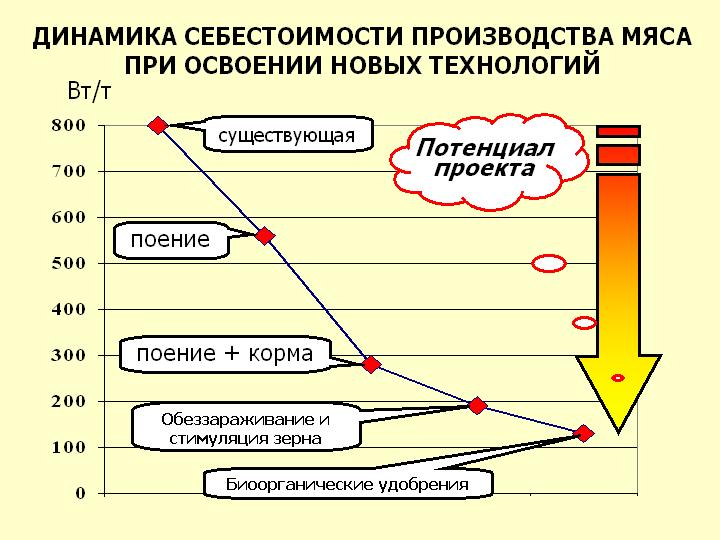 ДИНАМИКА СЕБЕСТОИМОСТИ ПРОИЗВОДСТВА МЯСА
ПРИ ОСВОЕНИИ НОВЫХ ТЕХНОЛОГИЙ
Вт/т
800
существующая
Потенциал
проекта
700
600
поение
500
400
300
поение + корма
200
Обеззараживание и
стимуляция зерна
100
Биоорганические удобрения
0